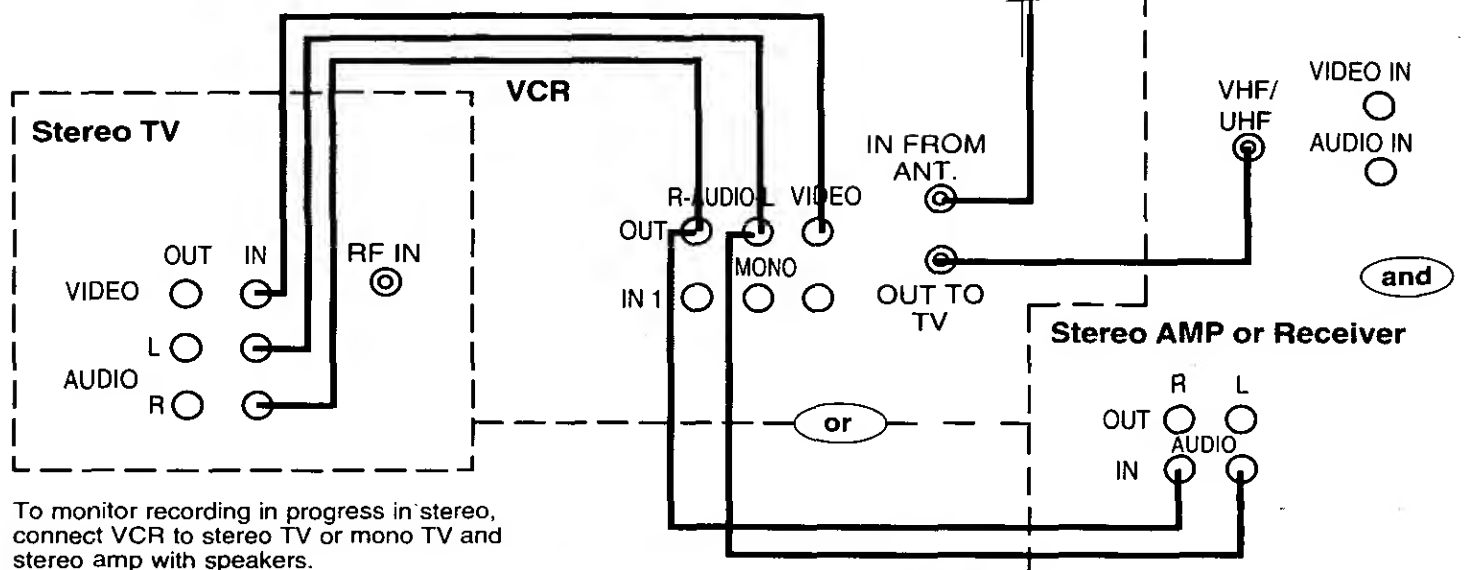 VCR
Stereo TV
OUT IN
RF IN
VIDEO
L
AUDIO
R
R-AUDIO-L VIDEO
OUT
MONO
IN 1
IN FROM
ANT.
OUT TO
TV
VHF/
UHF
VIDEO IN
AUDIO IN
and
or
Stereo AMP or Receiver
R L
OUT
AUDIO
IN
To monitor recording in progress in stereo,
connect VCR to stereo TV or mono TV and
stereo amp with speakers.